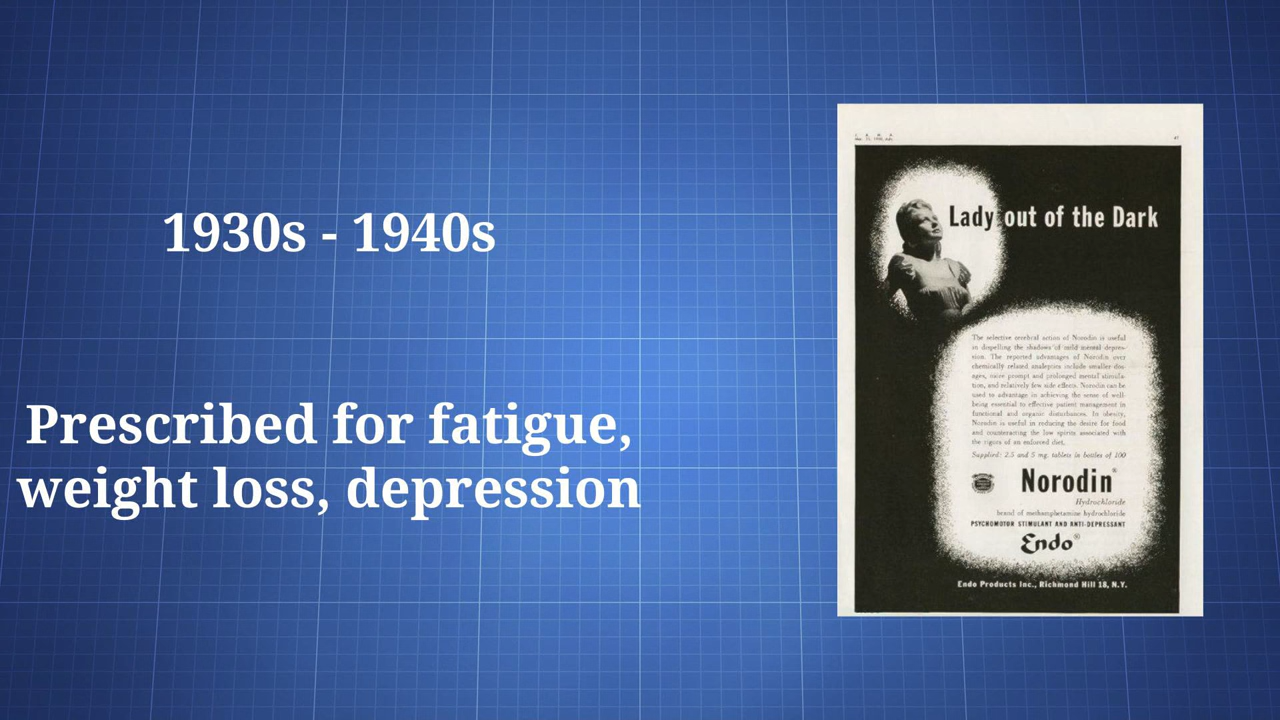 1930s - 1940s
Prescribed for fatigue,
weight loss, depression
Lady out of the Dark
The selective cerebral action of Norodin is useful
in dispelling the shadows of mild mental depres-
sion. The reported advantages of Norodin over
chemically related analeptics include smaller dos-
ages, more prompt and prolonged mental stimula-
tion, and relatively few side effects. Norodin can be
used to advantage in achieving the sense of well-
being essential to effective patient management in
functional and organic disturbances. In obesity,
Norodin is useful in reducing the desire for food
and counteracting the low spirits associated with
the rigors of an enforced diet.
Supplied: 2.5 and 5 mg. tablets in bottles of 100
Norodin®
Hydrochloride
brand of methamphetamine hydrochloride
PSYCHOMOTOR STIMULANT AND ANTI-DEPRESSANT
Endo®
Endo Products Inc., Richmond Hill 18, N.Y.